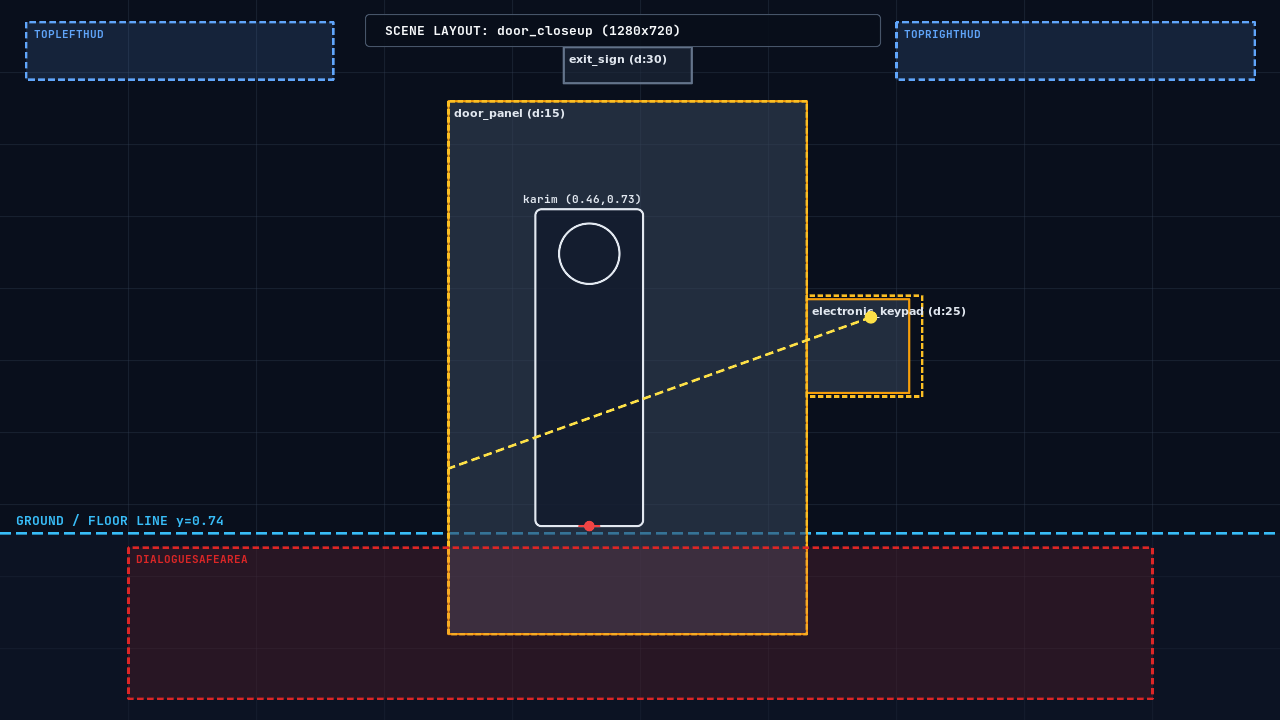 SCENE LAYOUT: door_closeup (1280x720)
TOPLEFTHUD
TOPRIGHTHUD
exit_sign (d:30)
door_panel (d:15)
karim (0.46,0.73)
electronic_keypad (d:25)
GROUND / FLOOR LINE y=0.74
DIALOGUESAFEAREA